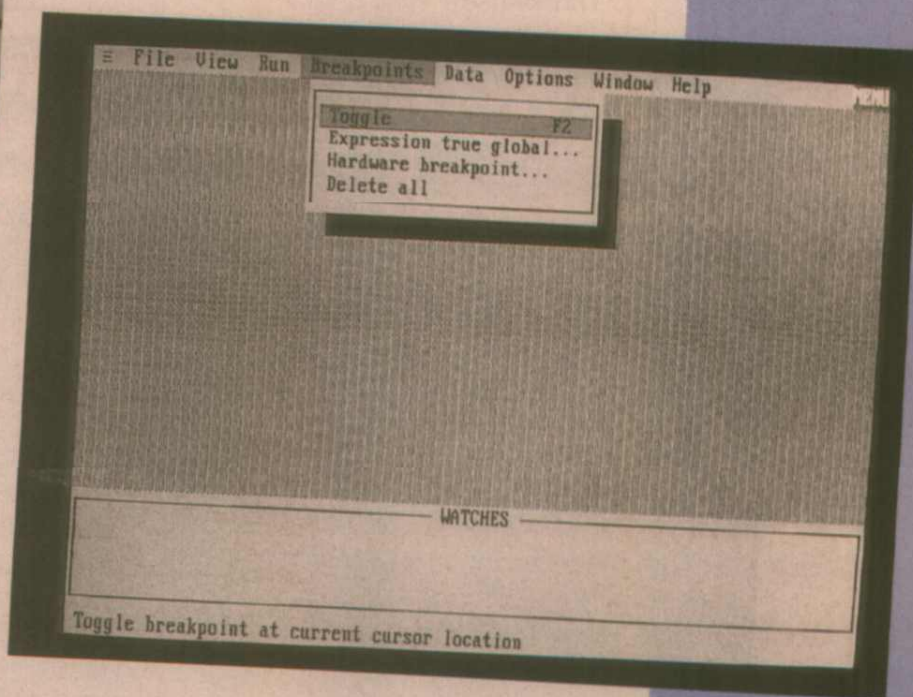 ≡ File View Run Breakpoints Data Options Window Help
Toggle F2
Expression true global...
Hardware breakpoint...
Delete all
WATCHES
Toggle breakpoint at current cursor location